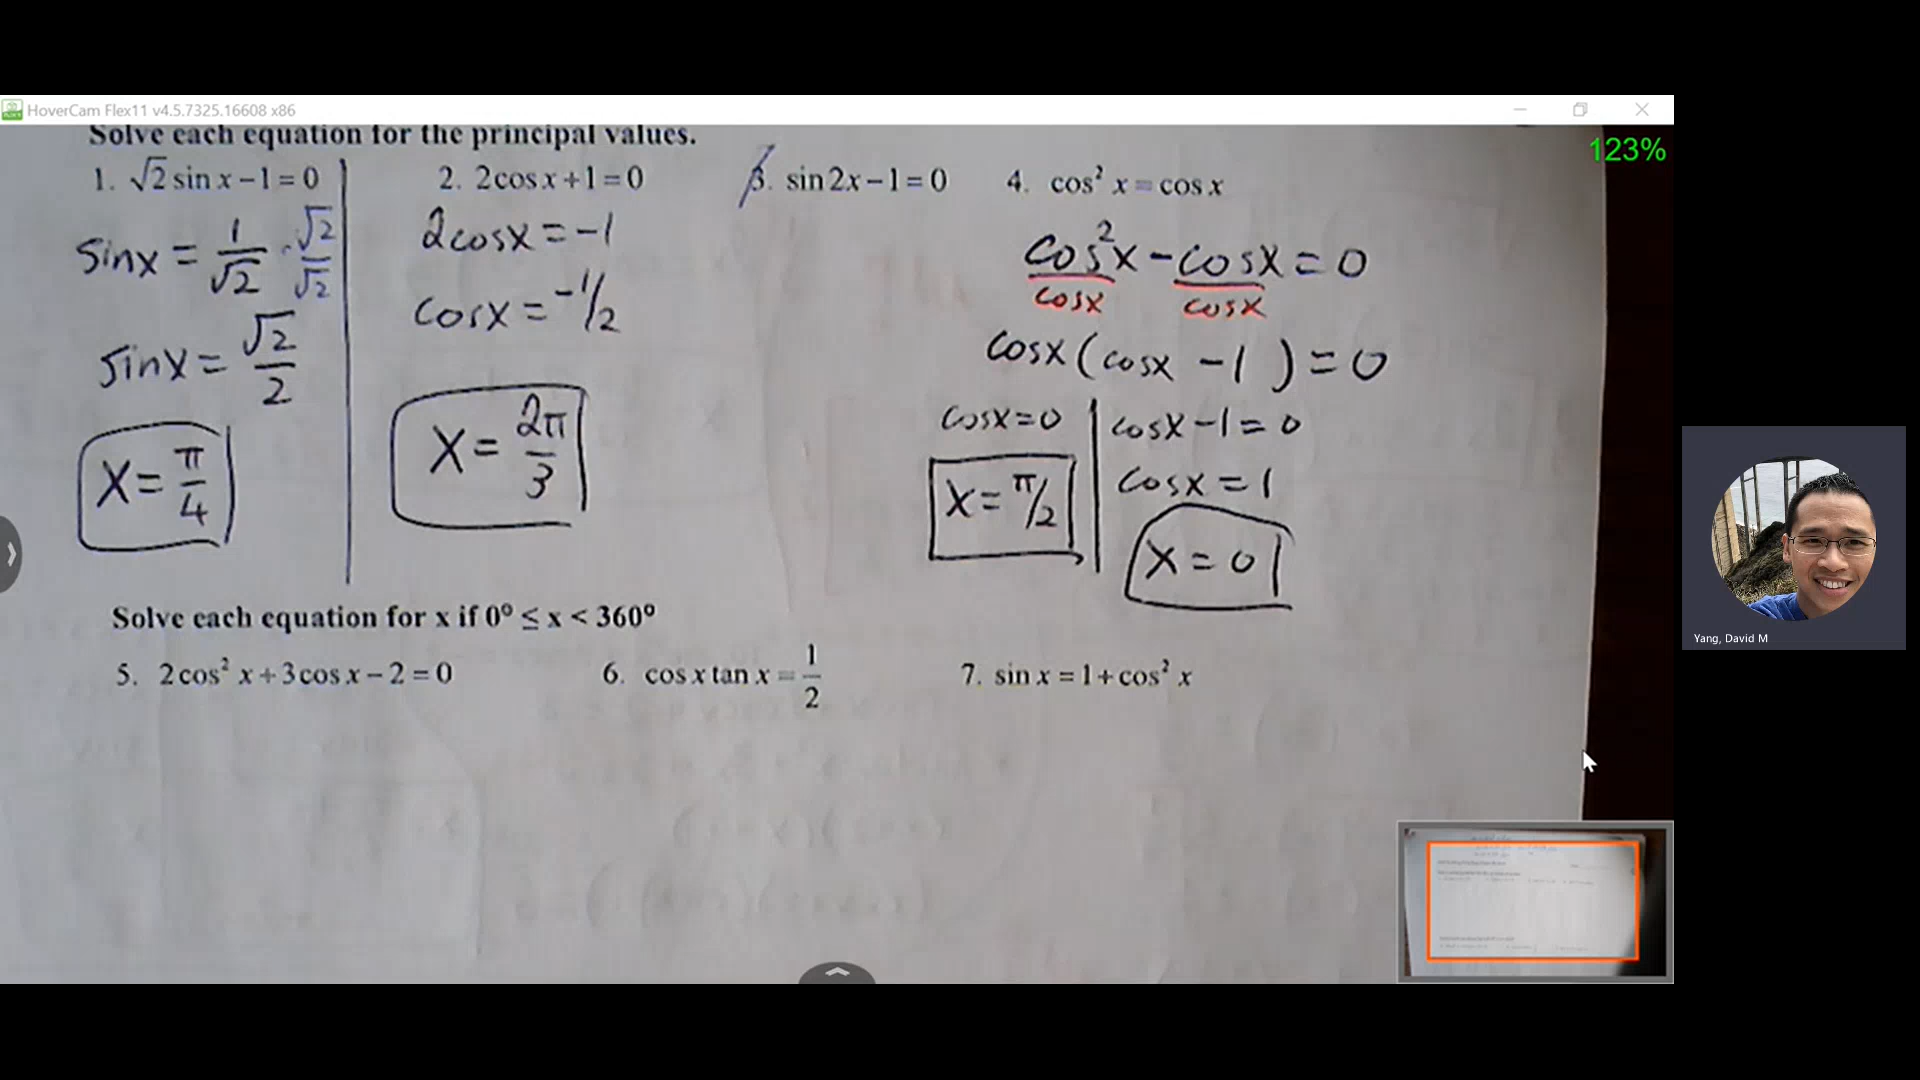 HoverCam Flex11 v4.5.7325.16608 x86
123%
Solve each equation for the principal values.
1. √2 sin x − 1 = 0
sinx = 1/√2 · √2/√2
sinx = √2/2
x = π/4
2. 2cos x + 1 = 0
2cosx = -1
cosx = -1/2
x = 2π/3
3. sin 2x − 1 = 0
4. cos² x = cos x
cos²x - cosx = 0
cosx cosx
cosx (cosx - 1) = 0
cosx = 0
x = π/2
cosx - 1 = 0
cosx = 1
x = 0
Solve each equation for x if 0º ≤ x < 360º
5. 2cos² x + 3cos x − 2 = 0
6. cos x tan x = 1/2
7. sin x = 1 + cos² x
Yang, David M